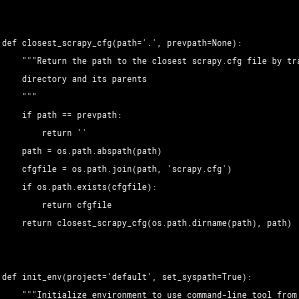 def closest_scrapy_cfg(path='.', prevpath=None):
    """Return the path to the closest scrapy.cfg file by tra
    directory and its parents
    """
    if path == prevpath:
        return ''
    path = os.path.abspath(path)
    cfgfile = os.path.join(path, 'scrapy.cfg')
    if os.path.exists(cfgfile):
        return cfgfile
    return closest_scrapy_cfg(os.path.dirname(path), path)
def init_env(project='default', set_syspath=True):
    """Initialize environment to use command-line tool from